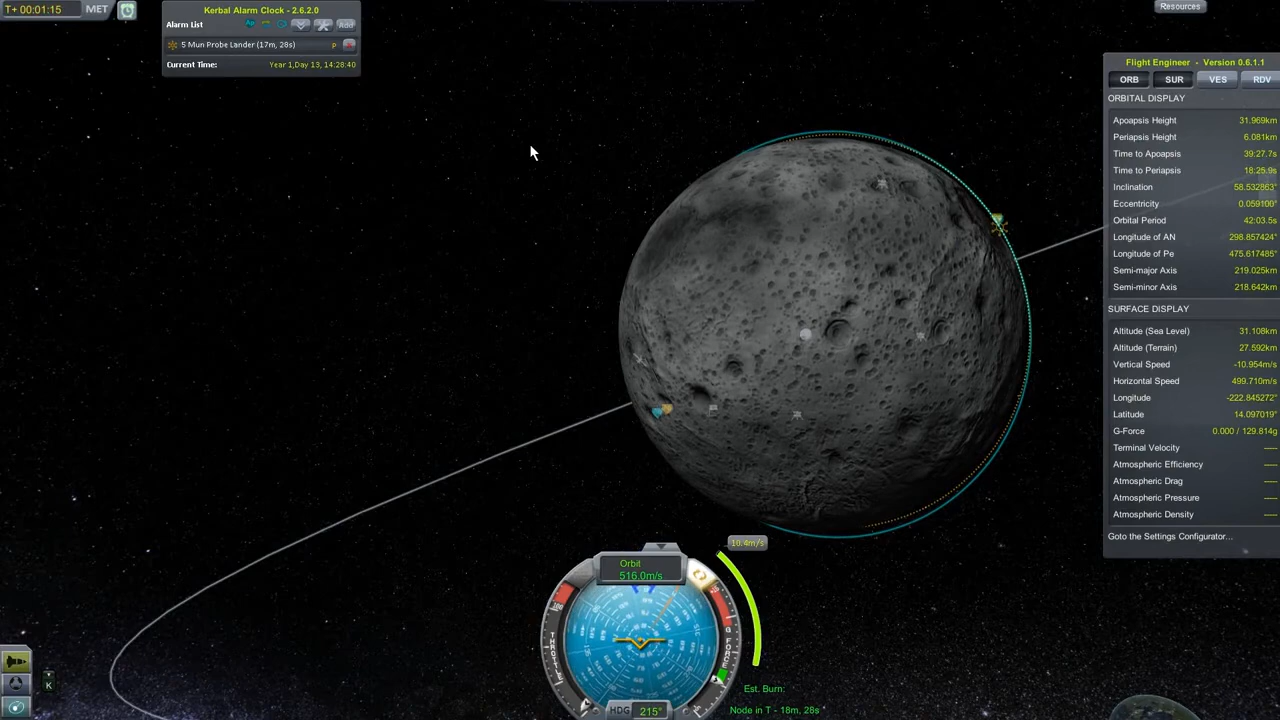 T+ 00:01:15 MET
Kerbal Alarm Clock - 2.6.2.0
Alarm List
Add
5 Mun Probe Lander (17m, 28s)
P
Current Time: Year 1,Day 13, 14:28:40
Resources
Flight Engineer - Version 0.6.1.1
ORB SUR VES RDV
ORBITAL DISPLAY
Apoapsis Height 31.969km
Periapsis Height 6.081km
Time to Apoapsis 39:27.7s
Time to Periapsis 18:25.9s
Inclination 58.532863°
Eccentricity 0.059100°
Orbital Period 42:03.5s
Longitude of AN 298.857424°
Longitude of Pe 475.617485°
Semi-major Axis 219.025km
Semi-minor Axis 218.642km
SURFACE DISPLAY
Altitude (Sea Level) 31.108km
Altitude (Terrain) 27.592km
Vertical Speed -10.954m/s
Horizontal Speed 499.710m/s
Longitude -222.845272°
Latitude 14.097019°
G-Force 0.000 / 129.814g
Terminal Velocity
Atmospheric Efficiency
Atmospheric Drag
Atmospheric Pressure
Atmospheric Density
Goto the Settings Configurator...
10.4m/s
Orbit
516.0m/s
THROTTLE
G FORCE
K
HDG 215°
Est. Burn:
Node in T - 18m, 28s